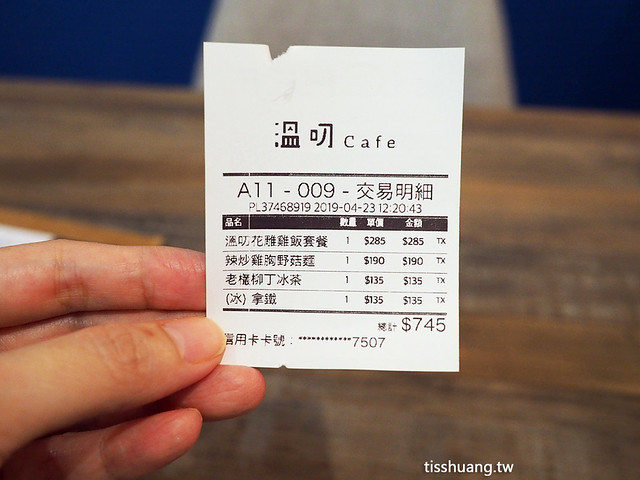 溫叨 Cafe
A11 - 009 - 交易明細
PL37468919 2019-04-23 12:20:43
品名 數量 單價 金額
溫叨花雕雞飯套餐 1 $285 $285 TX
辣炒雞胸野菇麵 1 $190 $190 TX
老欉柳丁冰茶 1 $135 $135 TX
(冰) 拿鐵 1 $135 $135 TX
總計 $745
信用卡卡號：************7507
tisshuang.tw